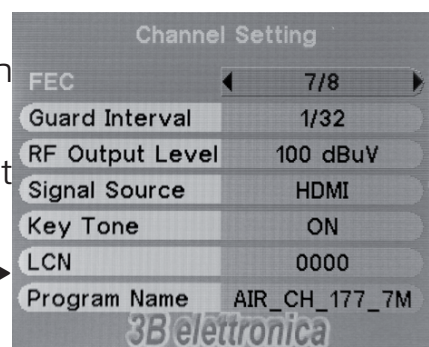 Channel Setting
FEC 7/8
Guard Interval 1/32
RF Output Level 100 dBuV
Signal Source HDMI
Key Tone ON
LCN 0000
Program Name AIR_CH_177_7M
3B elettronica